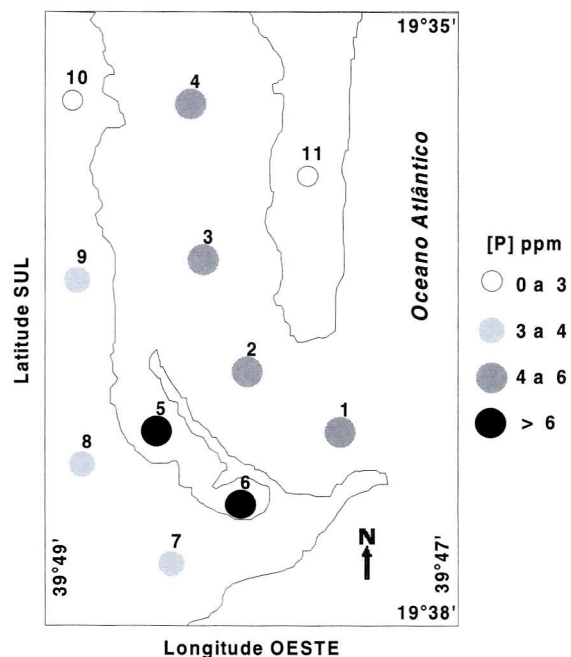 19°35'
10
4
11
Oceano Atlântico
3
9
Latitude SUL
2
1
5
8
6
7
N
39°49'
39°47'
19°38'
Longitude OESTE
[P] ppm
0 a 3
3 a 4
4 a 6
> 6